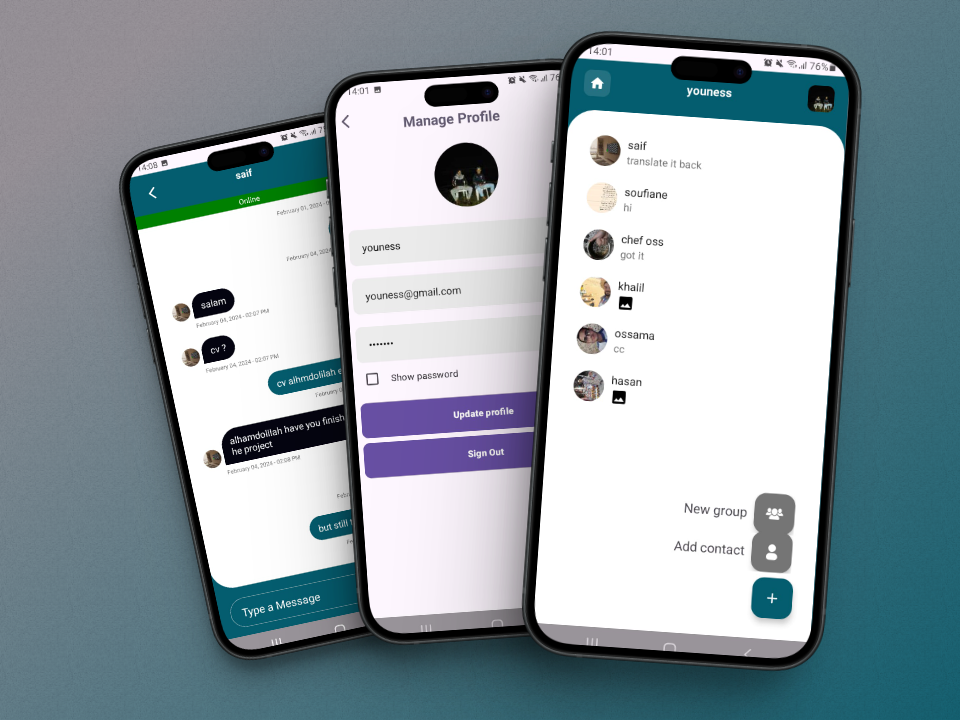 14:08
saif
Online
February 01, 2024
February 04, 2024
salam
February 04, 2024 - 02:07 PM
cv ?
February 04, 2024 - 02:07 PM
cv alhmdolilah
alhamdolilah have you finish
he project
February 04, 2024 - 02:08 PM
but still
Type a Message
14:01
Manage Profile
youness
youness@gmail.com
•••••••
Show password
Update profile
Sign Out
14:01
76%
youness
saif
translate it back
soufiane
hi
chef oss
got it
khalil
ossama
cc
hasan
New group
Add contact
+